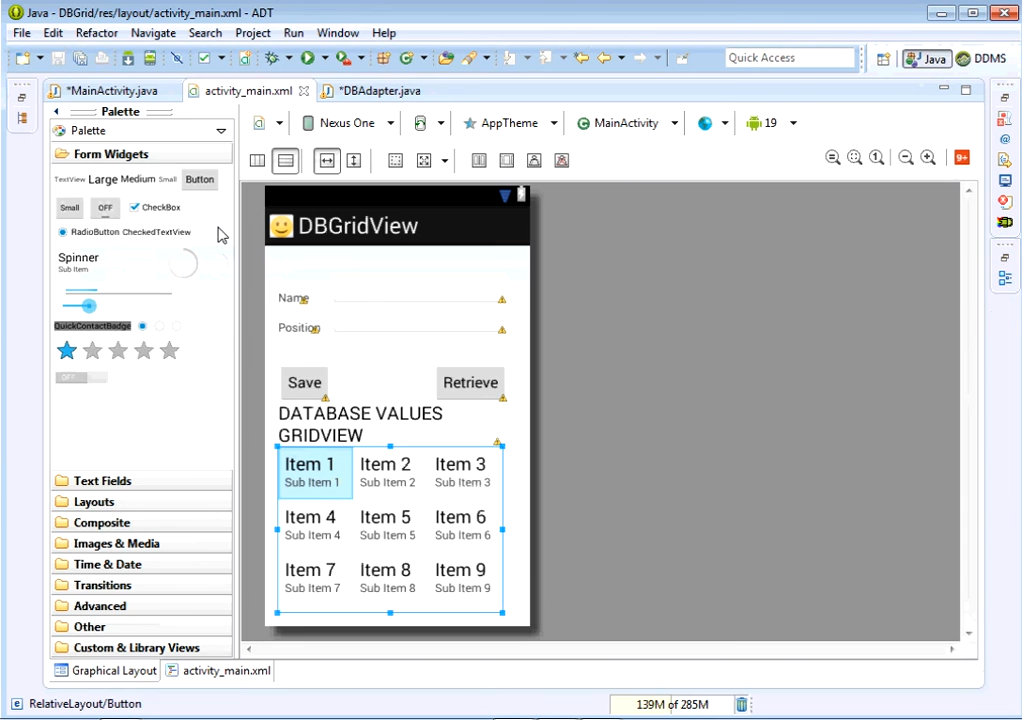 Java - DBGrid/res/layout/activity_main.xml - ADT
File Edit Refactor Navigate Search Project Run Window Help
Quick Access Java DDMS
*MainActivity.java activity_main.xml *DBAdapter.java
Palette
Palette
Nexus One AppTheme MainActivity 19
Form Widgets
9+
TextView Large Medium Small Button
Small OFF CheckBox
RadioButton CheckedTextView
Spinner
Sub Item
QuickContactBadge
OFF
Text Fields
Layouts
Composite
Images & Media
Time & Date
Transitions
Advanced
Other
Custom & Library Views
DBGridView
Name
Position
Save Retrieve
DATABASE VALUES
GRIDVIEW
Item 1 Item 2 Item 3
Sub Item 1 Sub Item 2 Sub Item 3
Item 4 Item 5 Item 6
Sub Item 4 Sub Item 5 Sub Item 6
Item 7 Item 8 Item 9
Sub Item 7 Sub Item 8 Sub Item 9
Graphical Layout activity_main.xml
RelativeLayout/Button 139M of 285M